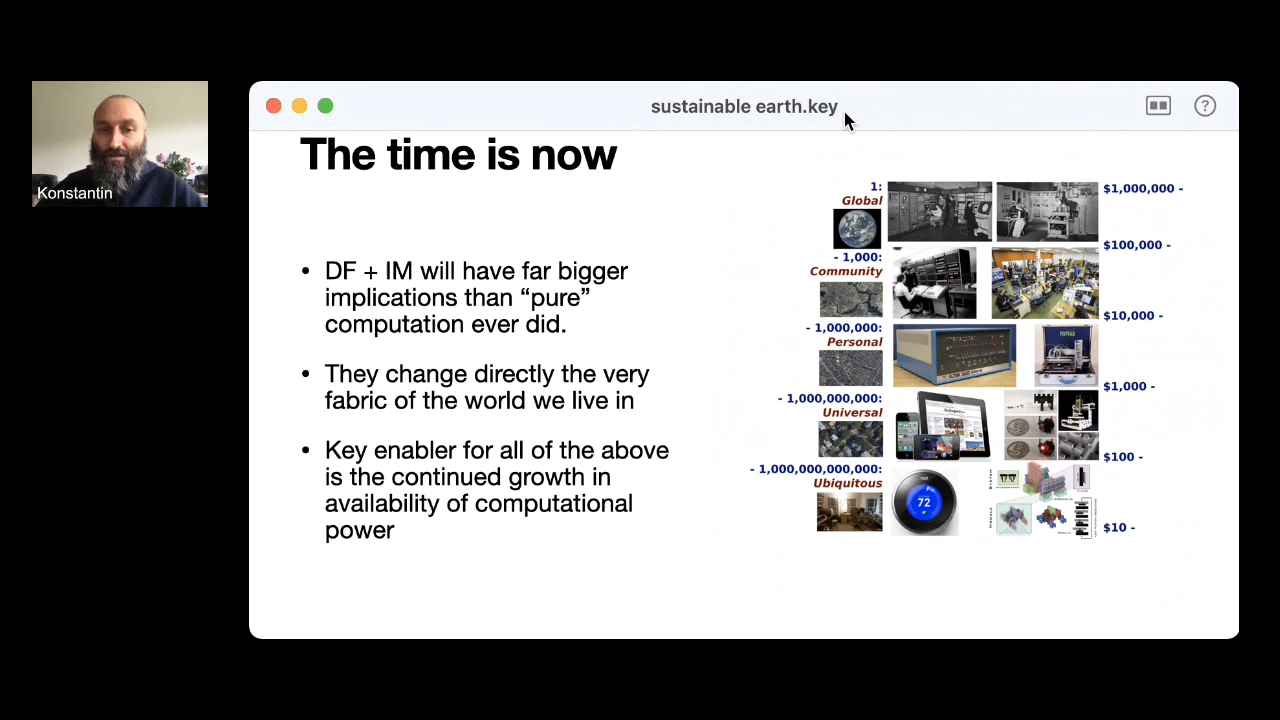 sustainable earth.key
?
Konstantin
The time is now
• DF + IM will have far bigger
implications than “pure”
computation ever did.
• They change directly the very
fabric of the world we live in
• Key enabler for all of the above
is the continued growth in
availability of computational
power
1:
Global
$1,000,000 -
$100,000 -
- 1,000:
Community
$10,000 -
- 1,000,000:
Personal
POPFAB
$1,000 -
- 1,000,000,000:
Universal
$100 -
- 1,000,000,000,000:
Ubiquitous
nest
72
SYSTEM
MODULE
$10 -